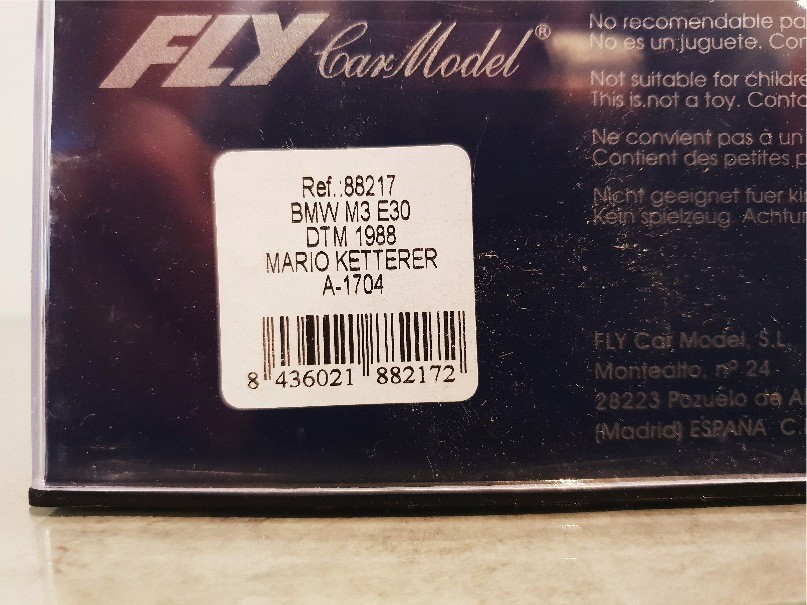 FLY Car Model®
No recomendable pa
No es un juguete. Con
Not suitable for childre
This is not a toy. Conta
Ne convient pas à un
Contient des petites p
Nicht geeignet fuer kle
Kein spielzeug. Achtun
Ref.:88217
BMW M3 E30
DTM 1988
MARIO KETTERER
A-1704
8 436021 882172
FLY Car Model, S.L.
Montealto, nº 24
28223 Pozuelo de A
(Madrid) ESPAÑA C